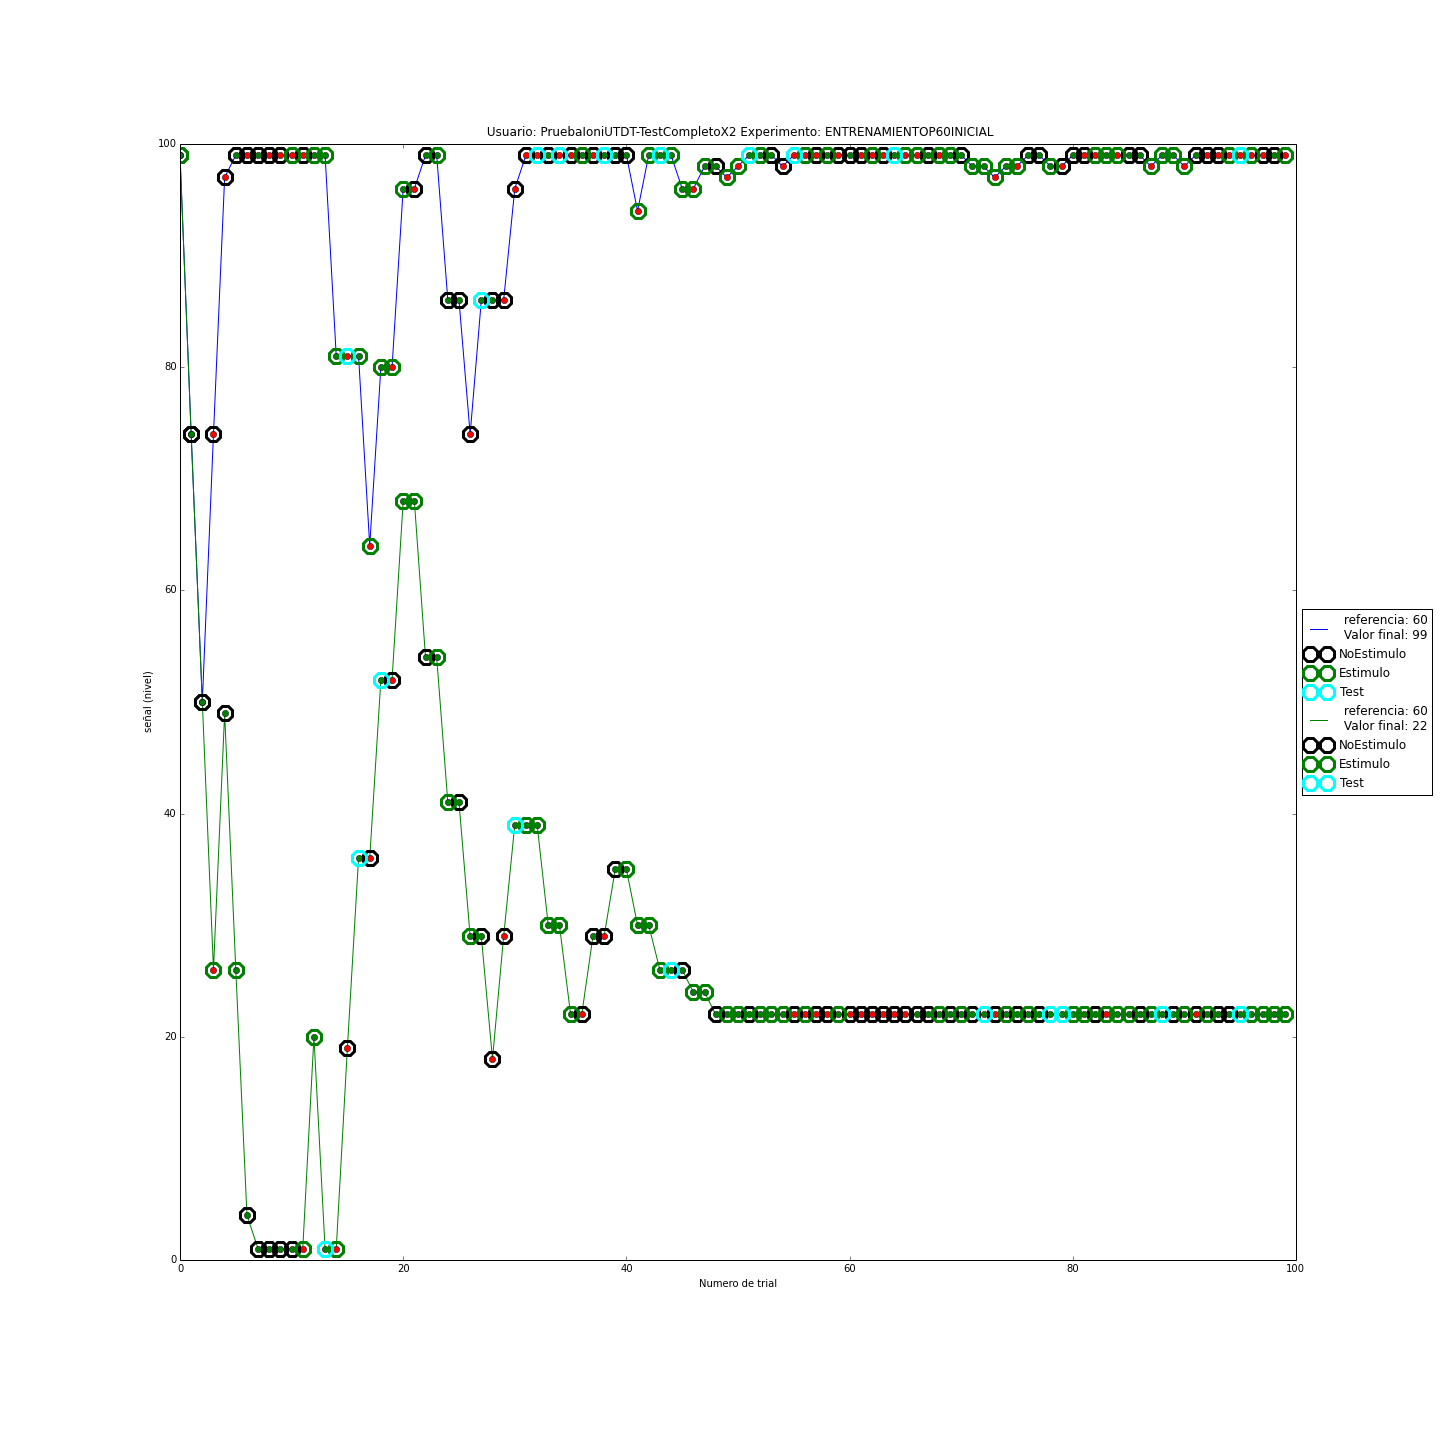 Usuario: PruebaIoniUTDT-TestCompletoX2 Experimento: ENTRENAMIENTOP60INICIAL
100
80
60
40
20
0
señal (nivel)
0 20 40 60 80 100
Numero de trial
referencia: 60
Valor final: 99
NoEstimulo
Estimulo
Test
referencia: 60
Valor final: 22
NoEstimulo
Estimulo
Test